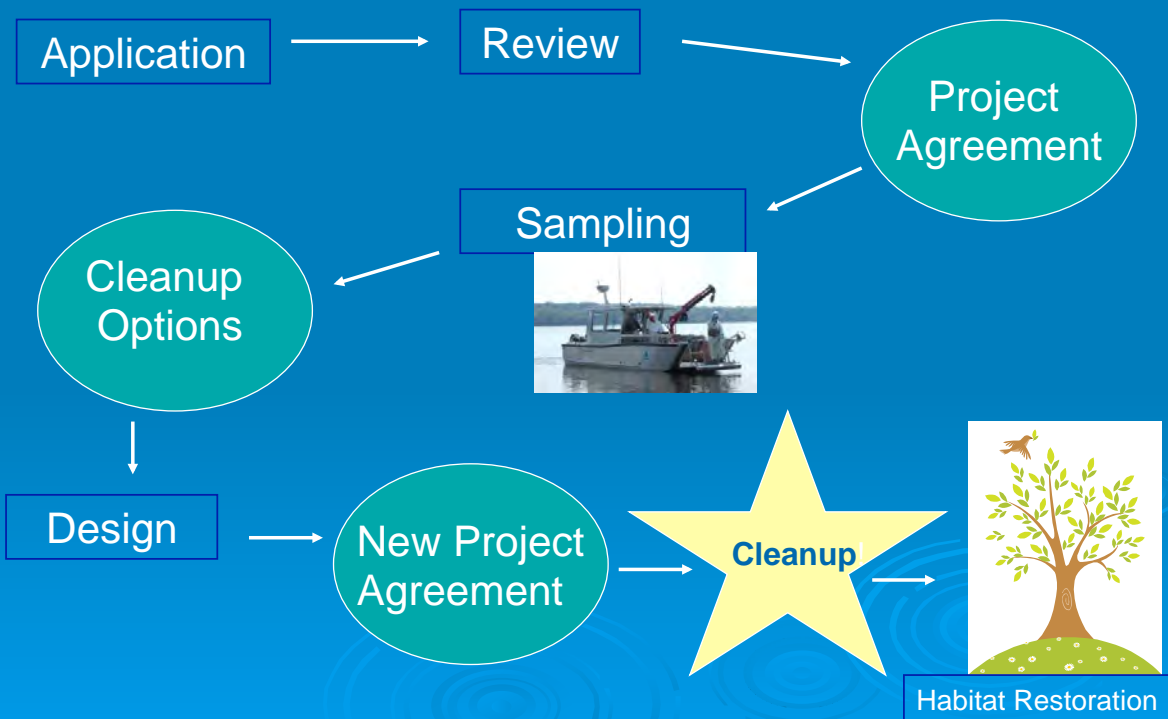 Application
Review
Project
Agreement
Sampling
Cleanup
Options
Design
New Project
Agreement
Cleanup!
Habitat Restoration